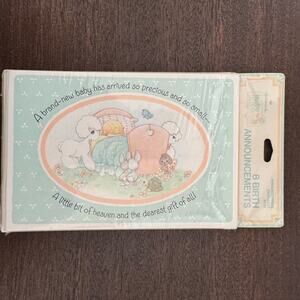 A brand-new baby has arrived so precious and so small—
A little bit of heaven and the dearest gift of all!
8 BIRTH
ANNOUNCEMENTS